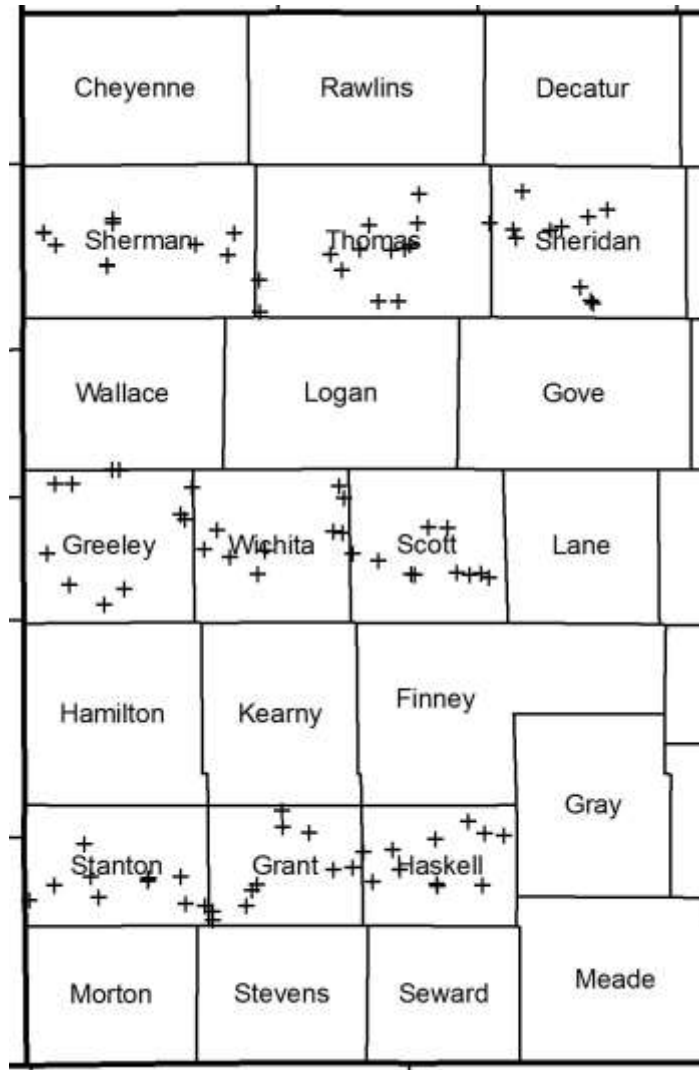 Cheyenne Rawlins Decatur
Sherman Thomas Sheridan
Wallace Logan Gove
Greeley Wichita Scott Lane
Hamilton Kearny Finney
Gray
Stanton Grant Haskell
Morton Stevens Seward Meade